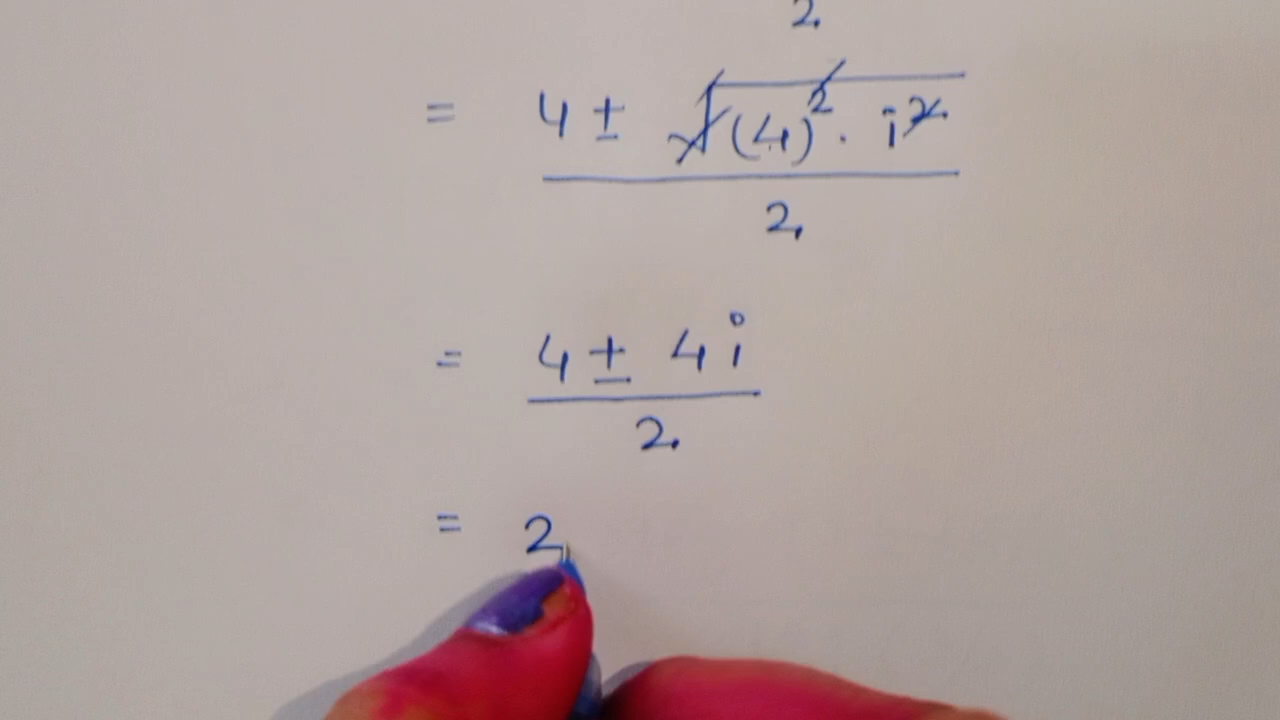 2
= 4 ± √(4)² · i²
2
= 4 ± 4i
2
= 2